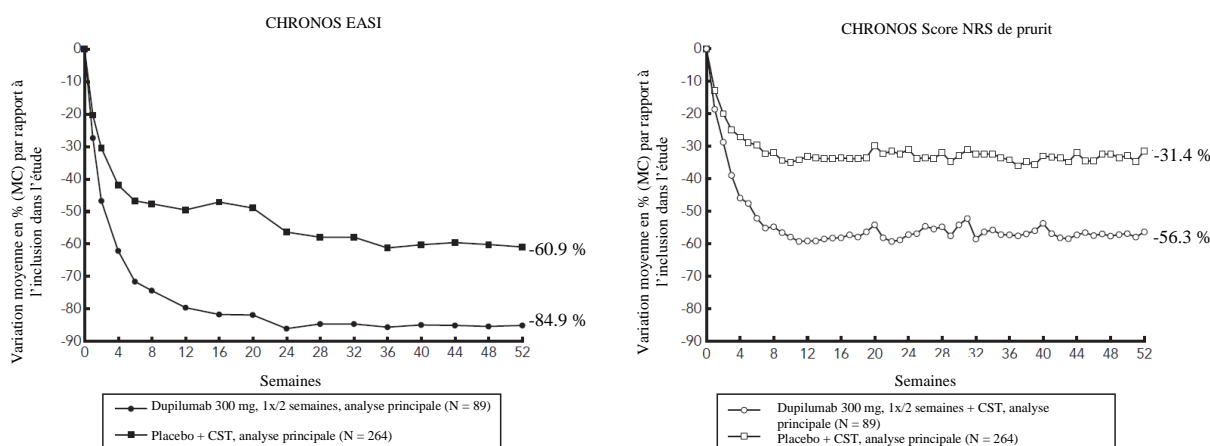 CHRONOS EASI
Variation moyenne en % (MC) par rapport à
l'inclusion dans l'étude
0
-10
-20
-30
-40
-50
-60
-70
-80
-90
-60.9 %
-84.9 %
0 4 8 12 16 20 24 28 32 36 40 44 48 52
Semaines
Dupilumab 300 mg, 1x/2 semaines, analyse principale (N = 89)
Placebo + CST, analyse principale (N = 264)
CHRONOS Score NRS de prurit
Variation moyenne en % (MC) par rapport à
l'inclusion dans l'étude
0
-10
-20
-30
-40
-50
-60
-70
-80
-90
-31.4 %
-56.3 %
0 4 8 12 16 20 24 28 32 36 40 44 48 52
Semaines
Dupilumab 300 mg, 1x/2 semaines + CST, analyse
principale (N = 89)
Placebo + CST, analyse principale (N = 264)